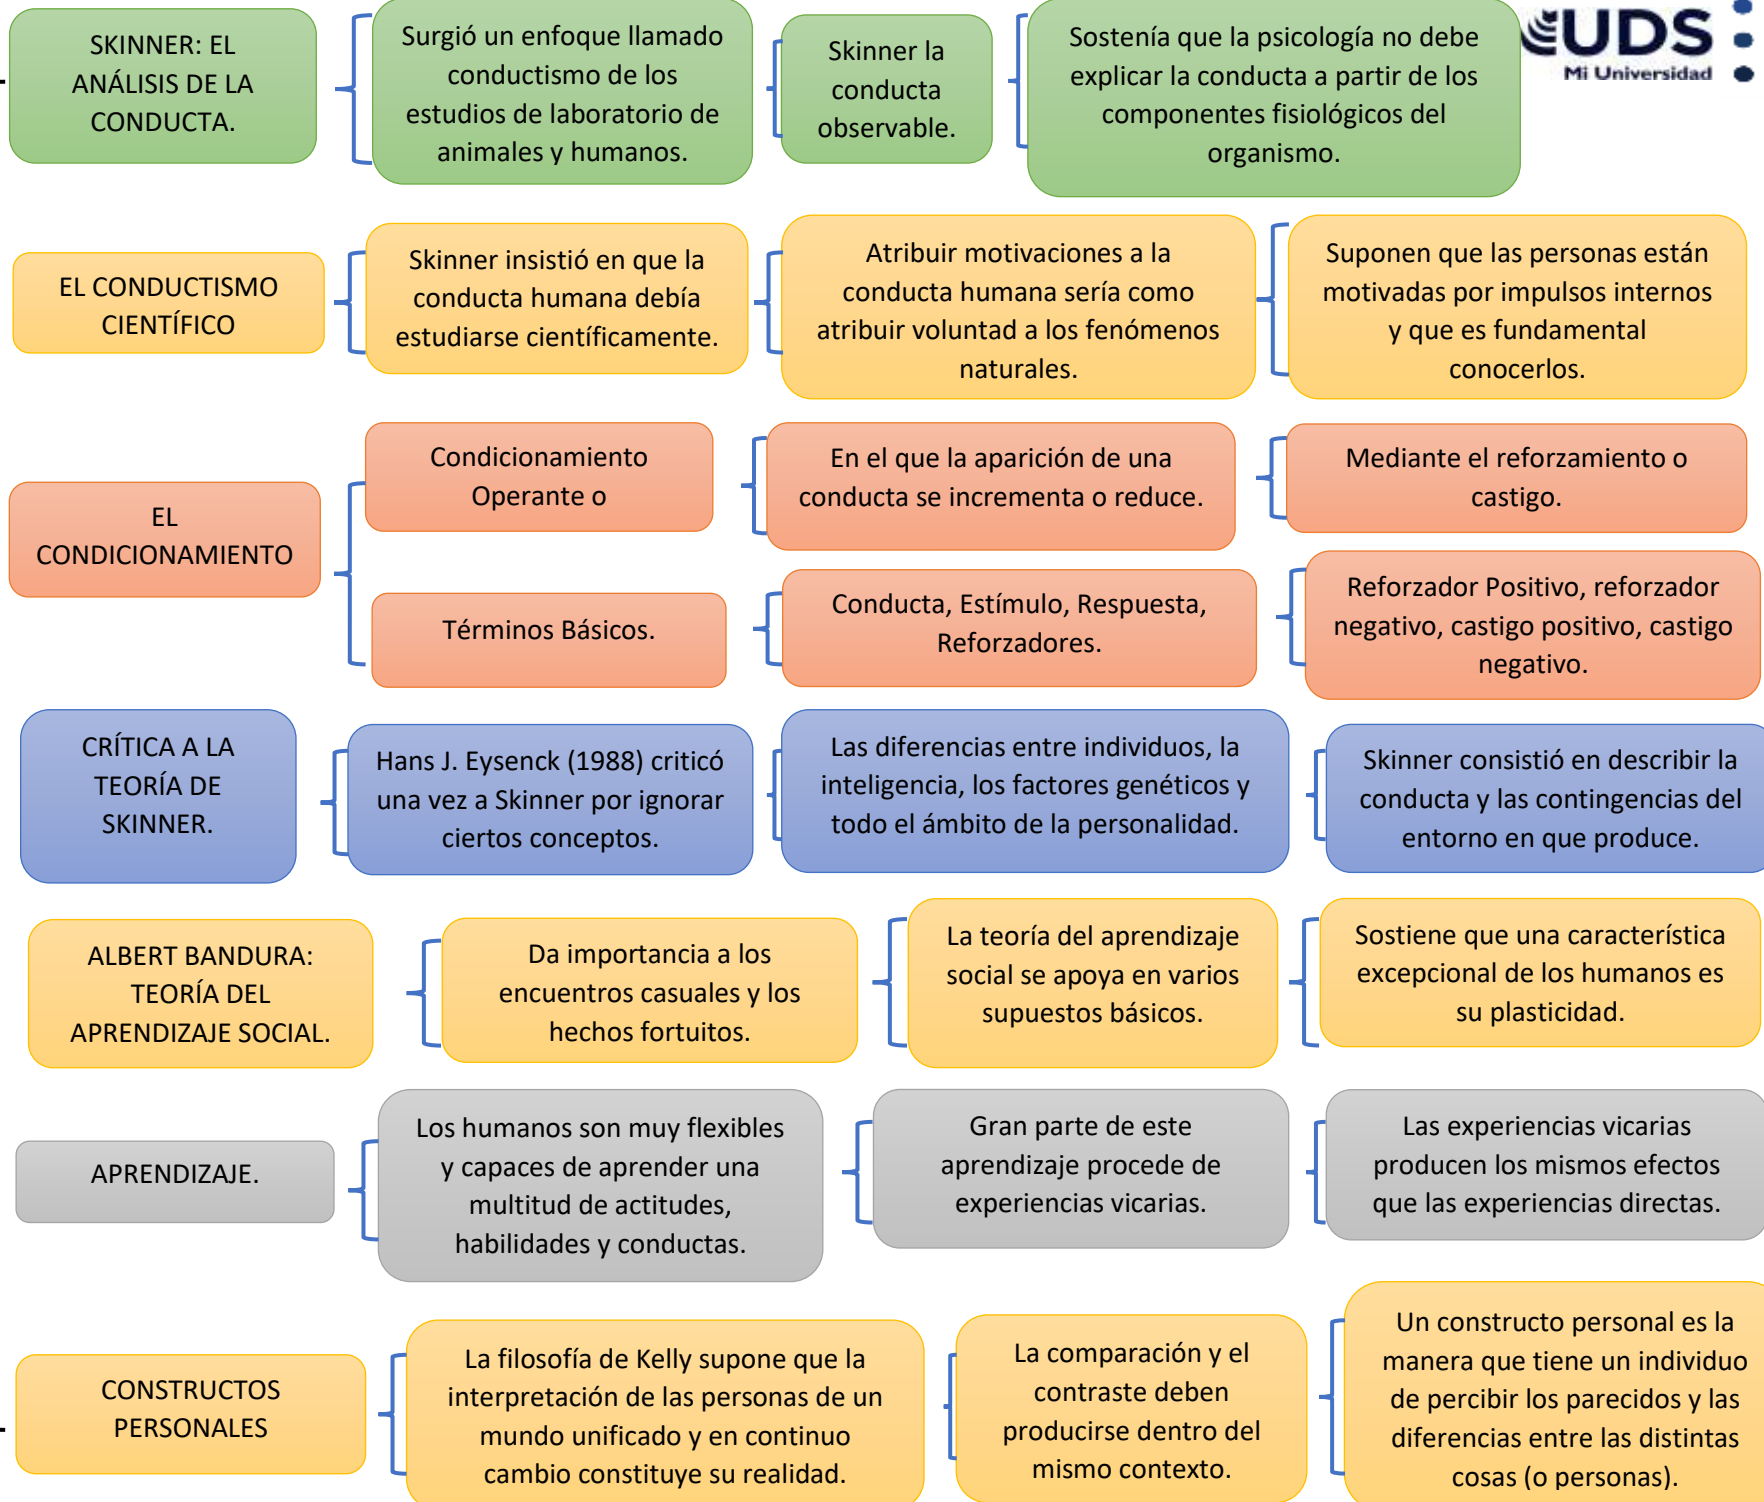 SKINNER: EL
ANÁLISIS DE LA
CONDUCTA.
Surgió un enfoque llamado
conductismo de los
estudios de laboratorio de
animales y humanos.
Skinner la
conducta
observable.
Sostenía que la psicología no debe
explicar la conducta a partir de los
componentes fisiológicos del
organismo.
UDS
Mi Universidad
EL CONDUCTISMO
CIENTÍFICO
Skinner insistió en que la
conducta humana debía
estudiarse científicamente.
Atribuir motivaciones a la
conducta humana sería como
atribuir voluntad a los fenómenos
naturales.
Suponen que las personas están
motivadas por impulsos internos
y que es fundamental
conocerlos.
EL
CONDICIONAMIENTO
Condicionamiento
Operante o
En el que la aparición de una
conducta se incrementa o reduce.
Mediante el reforzamiento o
castigo.
Términos Básicos.
Conducta, Estímulo, Respuesta,
Reforzadores.
Reforzador Positivo, reforzador
negativo, castigo positivo, castigo
negativo.
CRÍTICA A LA
TEORÍA DE
SKINNER.
Hans J. Eysenck (1988) criticó
una vez a Skinner por ignorar
ciertos conceptos.
Las diferencias entre individuos, la
inteligencia, los factores genéticos y
todo el ámbito de la personalidad.
Skinner consistió en describir la
conducta y las contingencias del
entorno en que produce.
ALBERT BANDURA:
TEORÍA DEL
APRENDIZAJE SOCIAL.
Da importancia a los
encuentros casuales y los
hechos fortuitos.
La teoría del aprendizaje
social se apoya en varios
supuestos básicos.
Sostiene que una característica
excepcional de los humanos es
su plasticidad.
APRENDIZAJE.
Los humanos son muy flexibles
y capaces de aprender una
multitud de actitudes,
habilidades y conductas.
Gran parte de este
aprendizaje procede de
experiencias vicarias.
Las experiencias vicarias
producen los mismos efectos
que las experiencias directas.
CONSTRUCTOS
PERSONALES
La filosofía de Kelly supone que la
interpretación de las personas de un
mundo unificado y en continuo
cambio constituye su realidad.
La comparación y el
contraste deben
producirse dentro del
mismo contexto.
Un constructo personal es la
manera que tiene un individuo
de percibir los parecidos y las
diferencias entre las distintas
cosas (o personas).